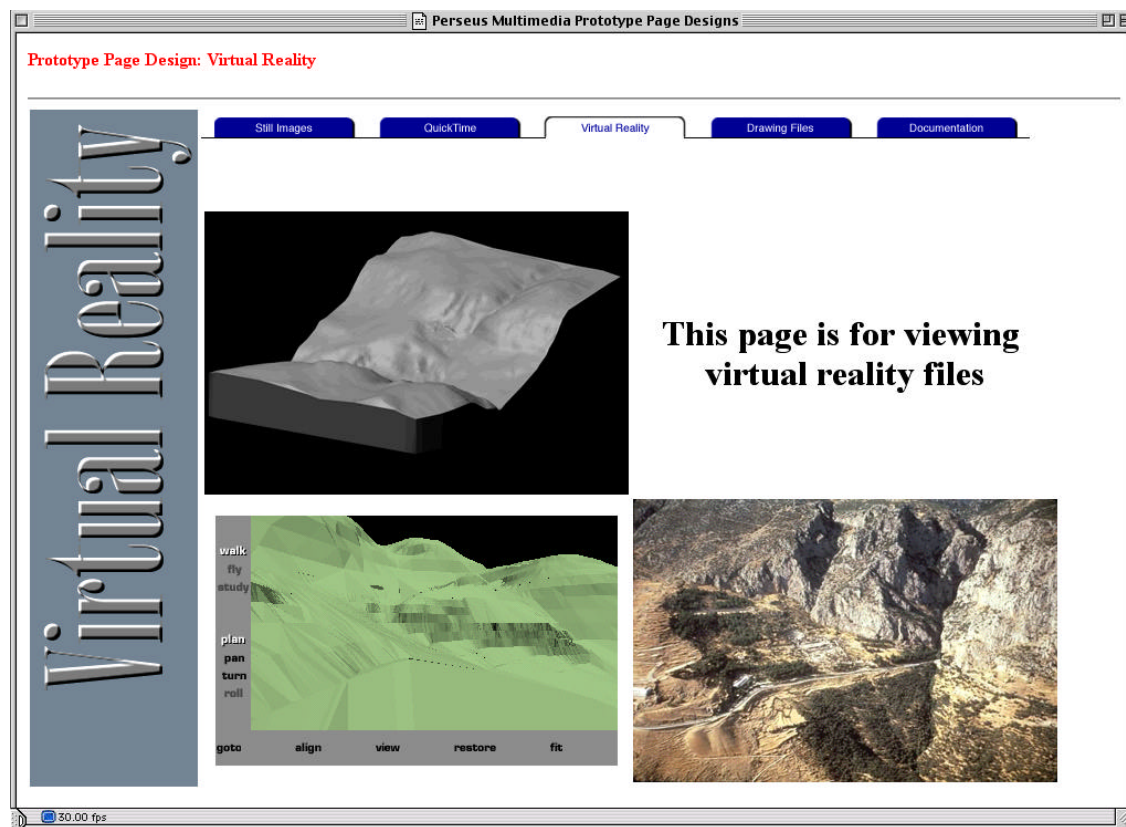 Perseus Multimedia Prototype Page Designs
Prototype Page Design: Virtual Reality
Virtual Reality
Still Images
QuickTime
Virtual Reality
Drawing Files
Documentation
This page is for viewing
virtual reality files
walk
fly
study
plan
pan
turn
roll
goto align view restore fit
30.00 fps